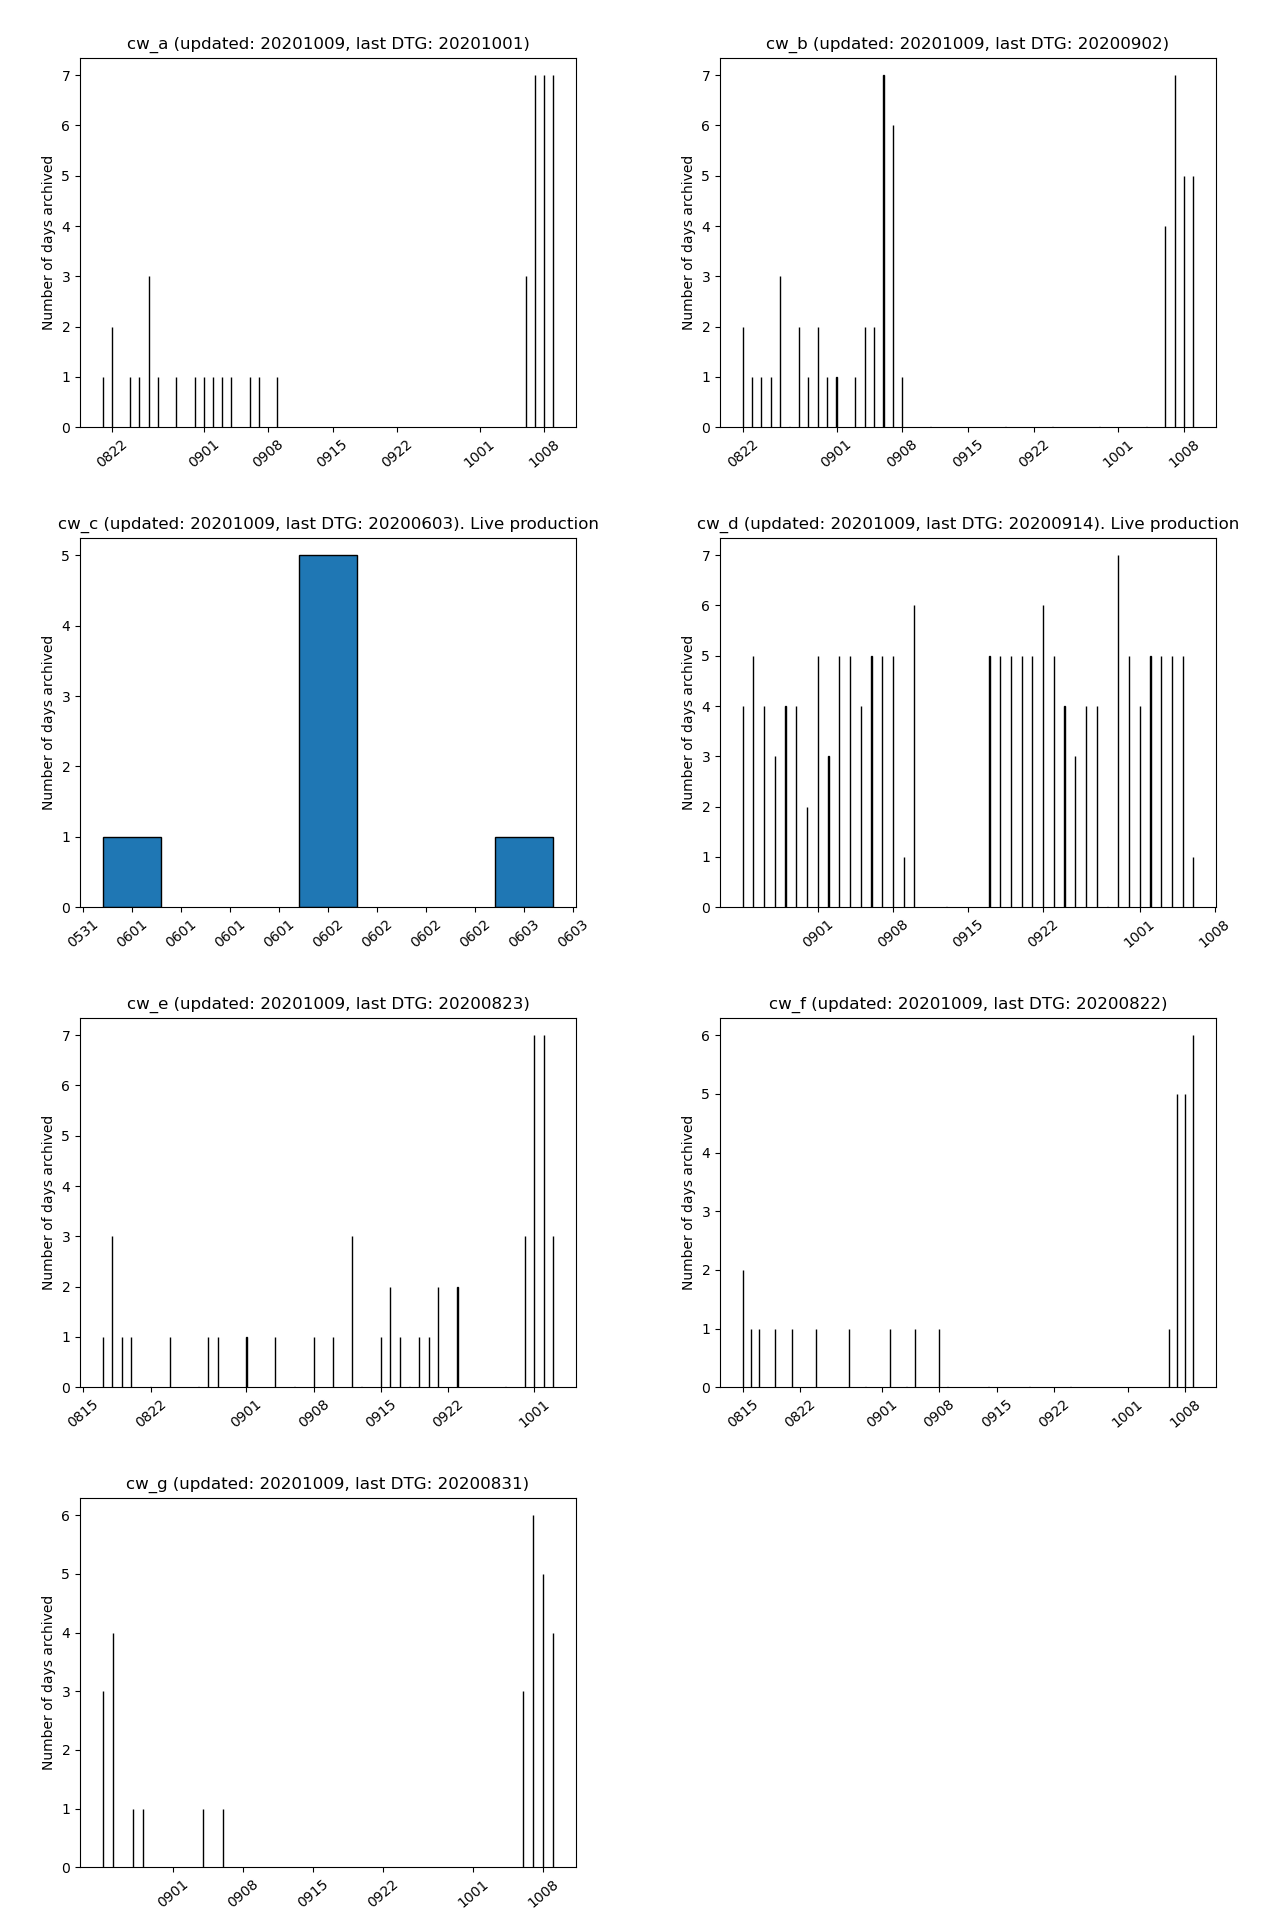 cw_a (updated: 20201009, last DTG: 20201001)
Number of days archived
7
6
5
4
3
2
1
0
0822 0901 0908 0915 0922 1001 1008
cw_b (updated: 20201009, last DTG: 20200902)
Number of days archived
7
6
5
4
3
2
1
0
0822 0901 0908 0915 0922 1001 1008
cw_c (updated: 20201009, last DTG: 20200603). Live production
Number of days archived
5
4
3
2
1
0
0531 0601 0601 0601 0601 0602 0602 0602 0602 0603 0603
cw_d (updated: 20201009, last DTG: 20200914). Live production
Number of days archived
7
6
5
4
3
2
1
0
0901 0908 0915 0922 1001 1008
cw_e (updated: 20201009, last DTG: 20200823)
Number of days archived
7
6
5
4
3
2
1
0
0815 0822 0901 0908 0915 0922 1001
cw_f (updated: 20201009, last DTG: 20200822)
Number of days archived
6
5
4
3
2
1
0
0815 0822 0901 0908 0915 0922 1001 1008
cw_g (updated: 20201009, last DTG: 20200831)
Number of days archived
6
5
4
3
2
1
0
0901 0908 0915 0922 1001 1008